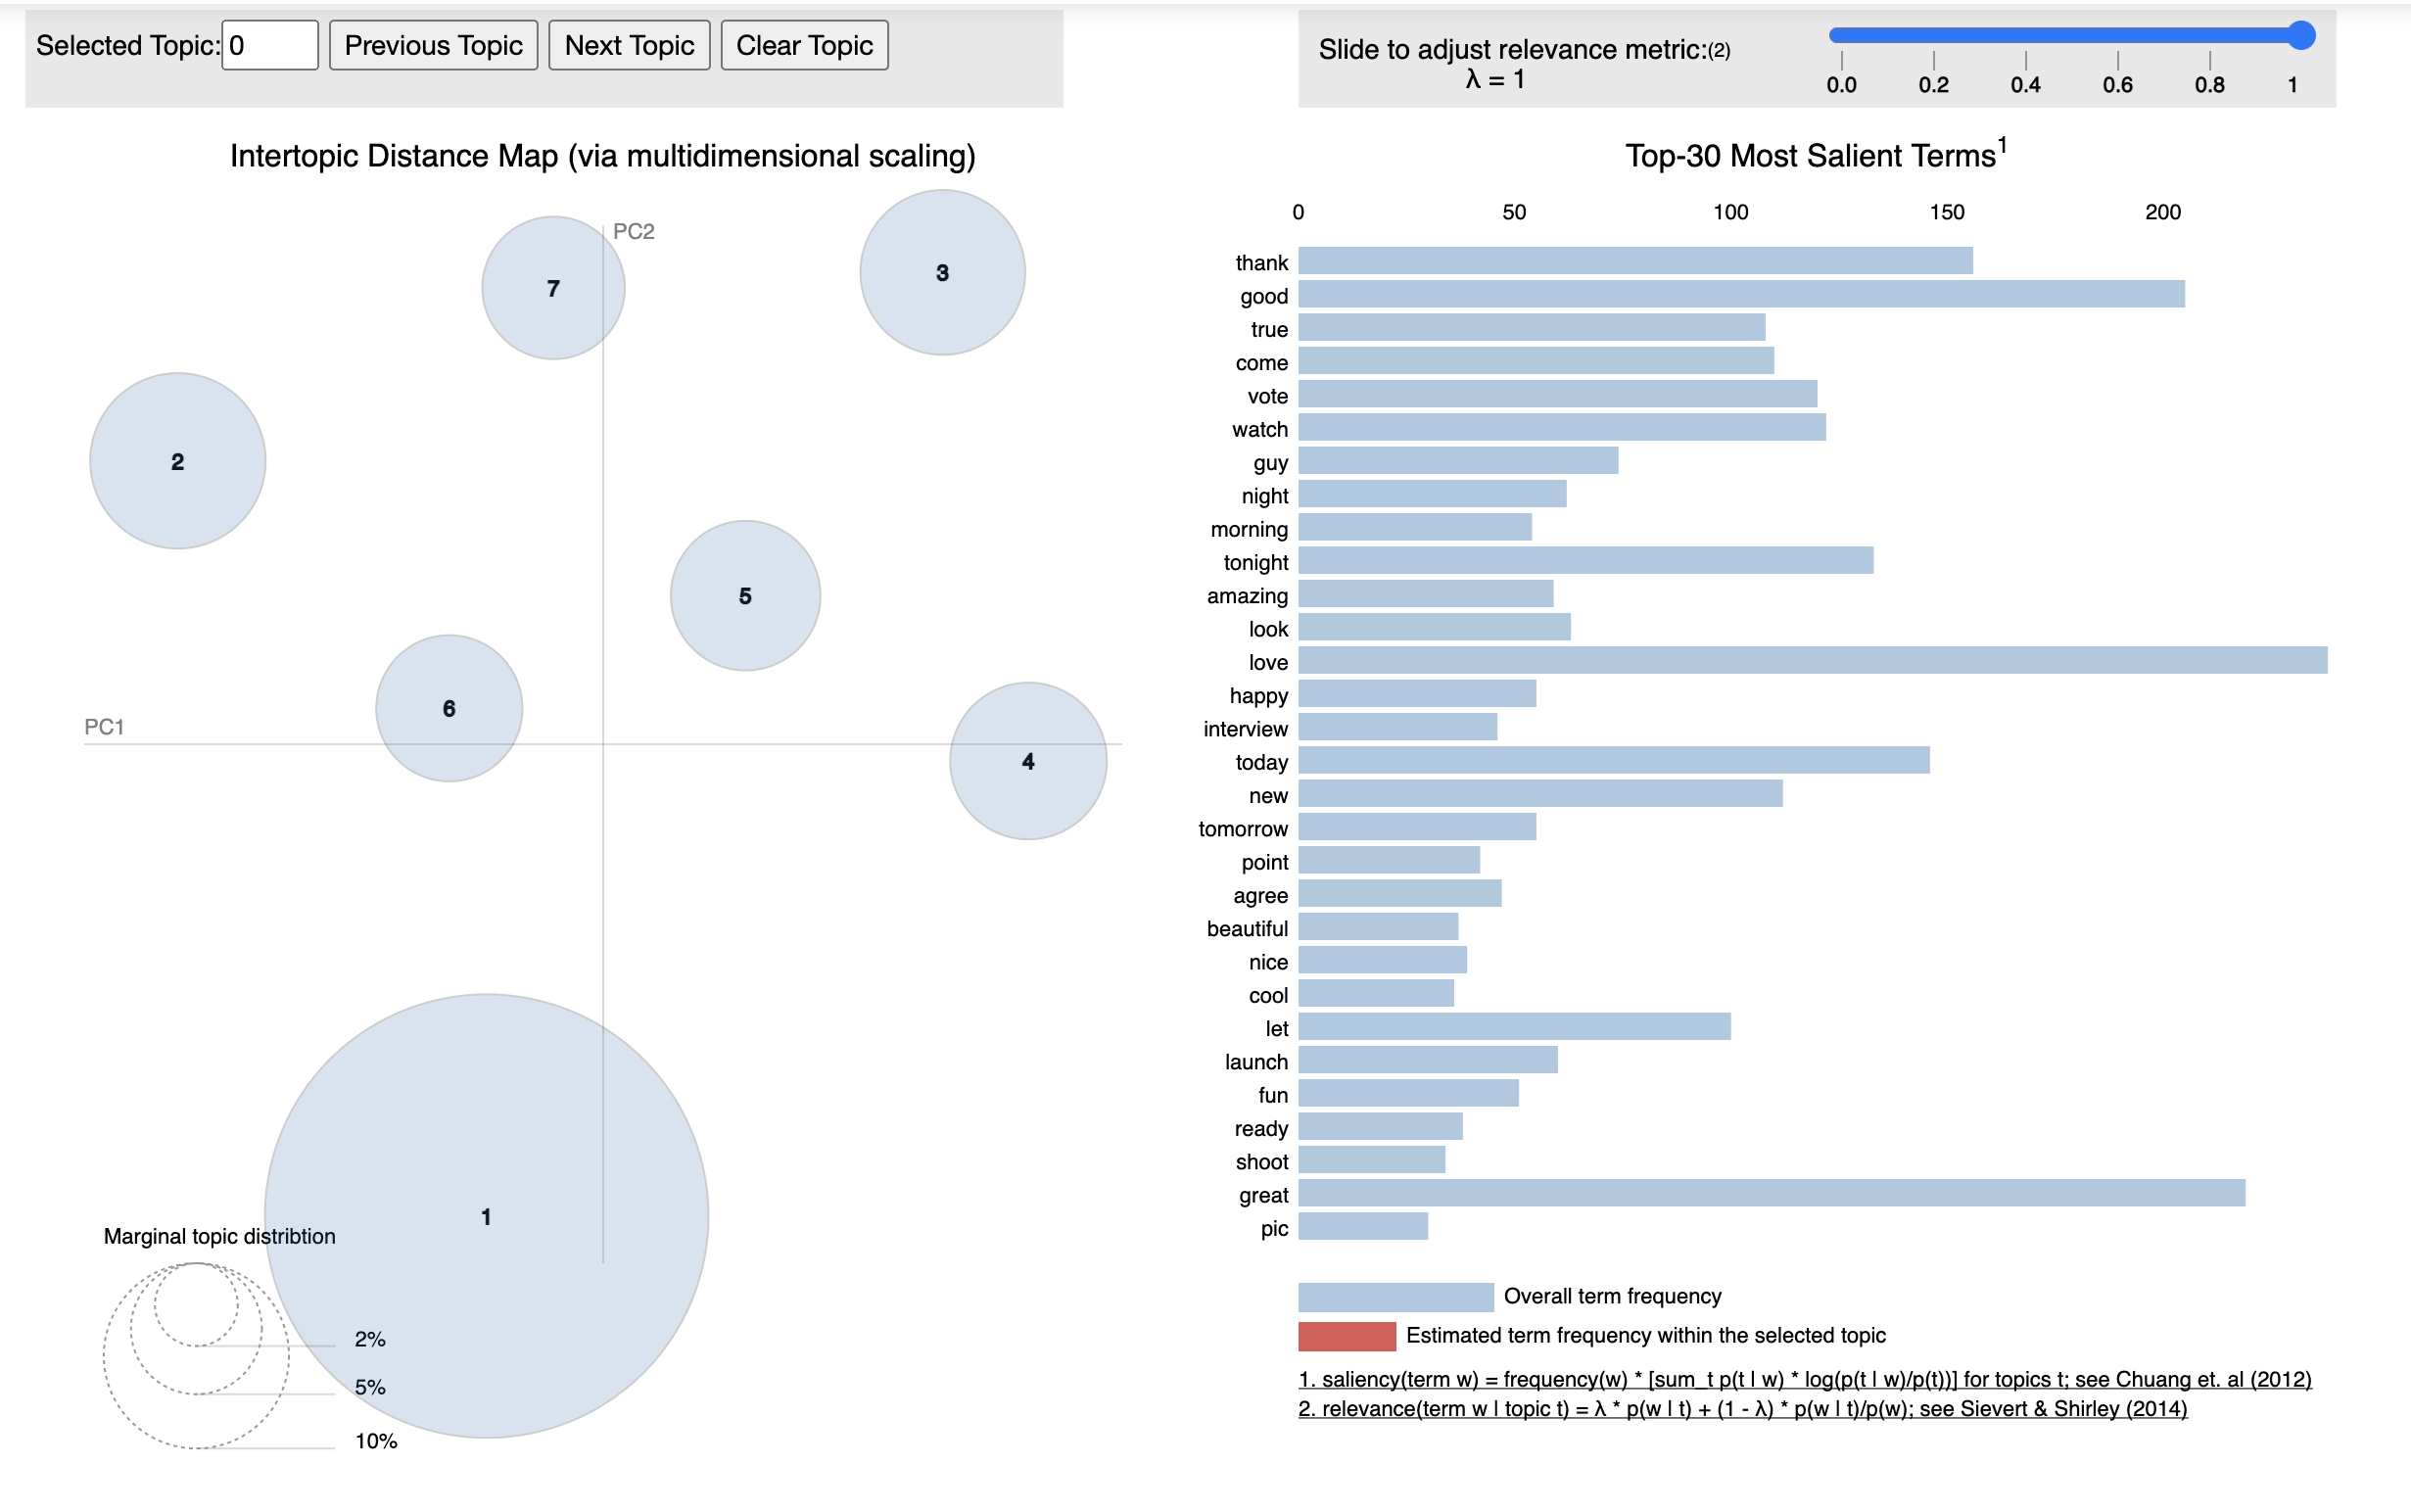 Selected Topic: 0 Previous Topic Next Topic Clear Topic
Slide to adjust relevance metric:(2)
λ = 1
0.0 0.2 0.4 0.6 0.8 1
Intertopic Distance Map (via multidimensional scaling)
PC2
7
3
2
5
6
PC1
4
1
Marginal topic distribtion
2%
5%
10%
Top-30 Most Salient Terms1
0 50 100 150 200
thank
good
true
come
vote
watch
guy
night
morning
tonight
amazing
look
love
happy
interview
today
new
tomorrow
point
agree
beautiful
nice
cool
let
launch
fun
ready
shoot
great
pic
Overall term frequency
Estimated term frequency within the selected topic
1. saliency(term w) = frequency(w) * [sum_t p(t | w) * log(p(t | w)/p(t))] for topics t; see Chuang et. al (2012)
2. relevance(term w | topic t) = λ * p(w | t) + (1 - λ) * p(w | t)/p(w); see Sievert & Shirley (2014)